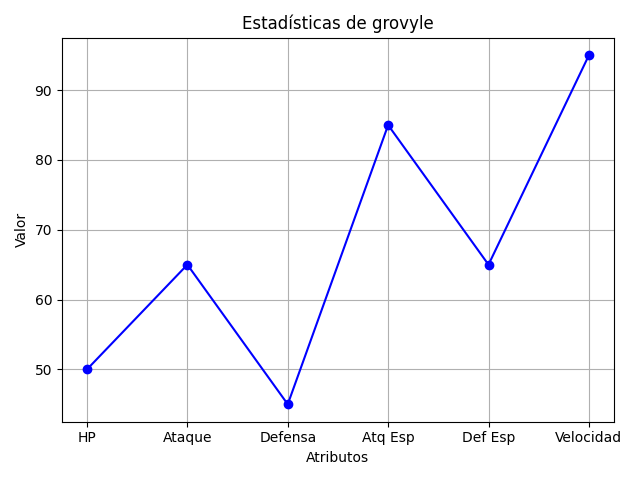 Estadísticas de grovyle
Valor
90
80
70
60
50
HP Ataque Defensa Atq Esp Def Esp Velocidad
Atributos